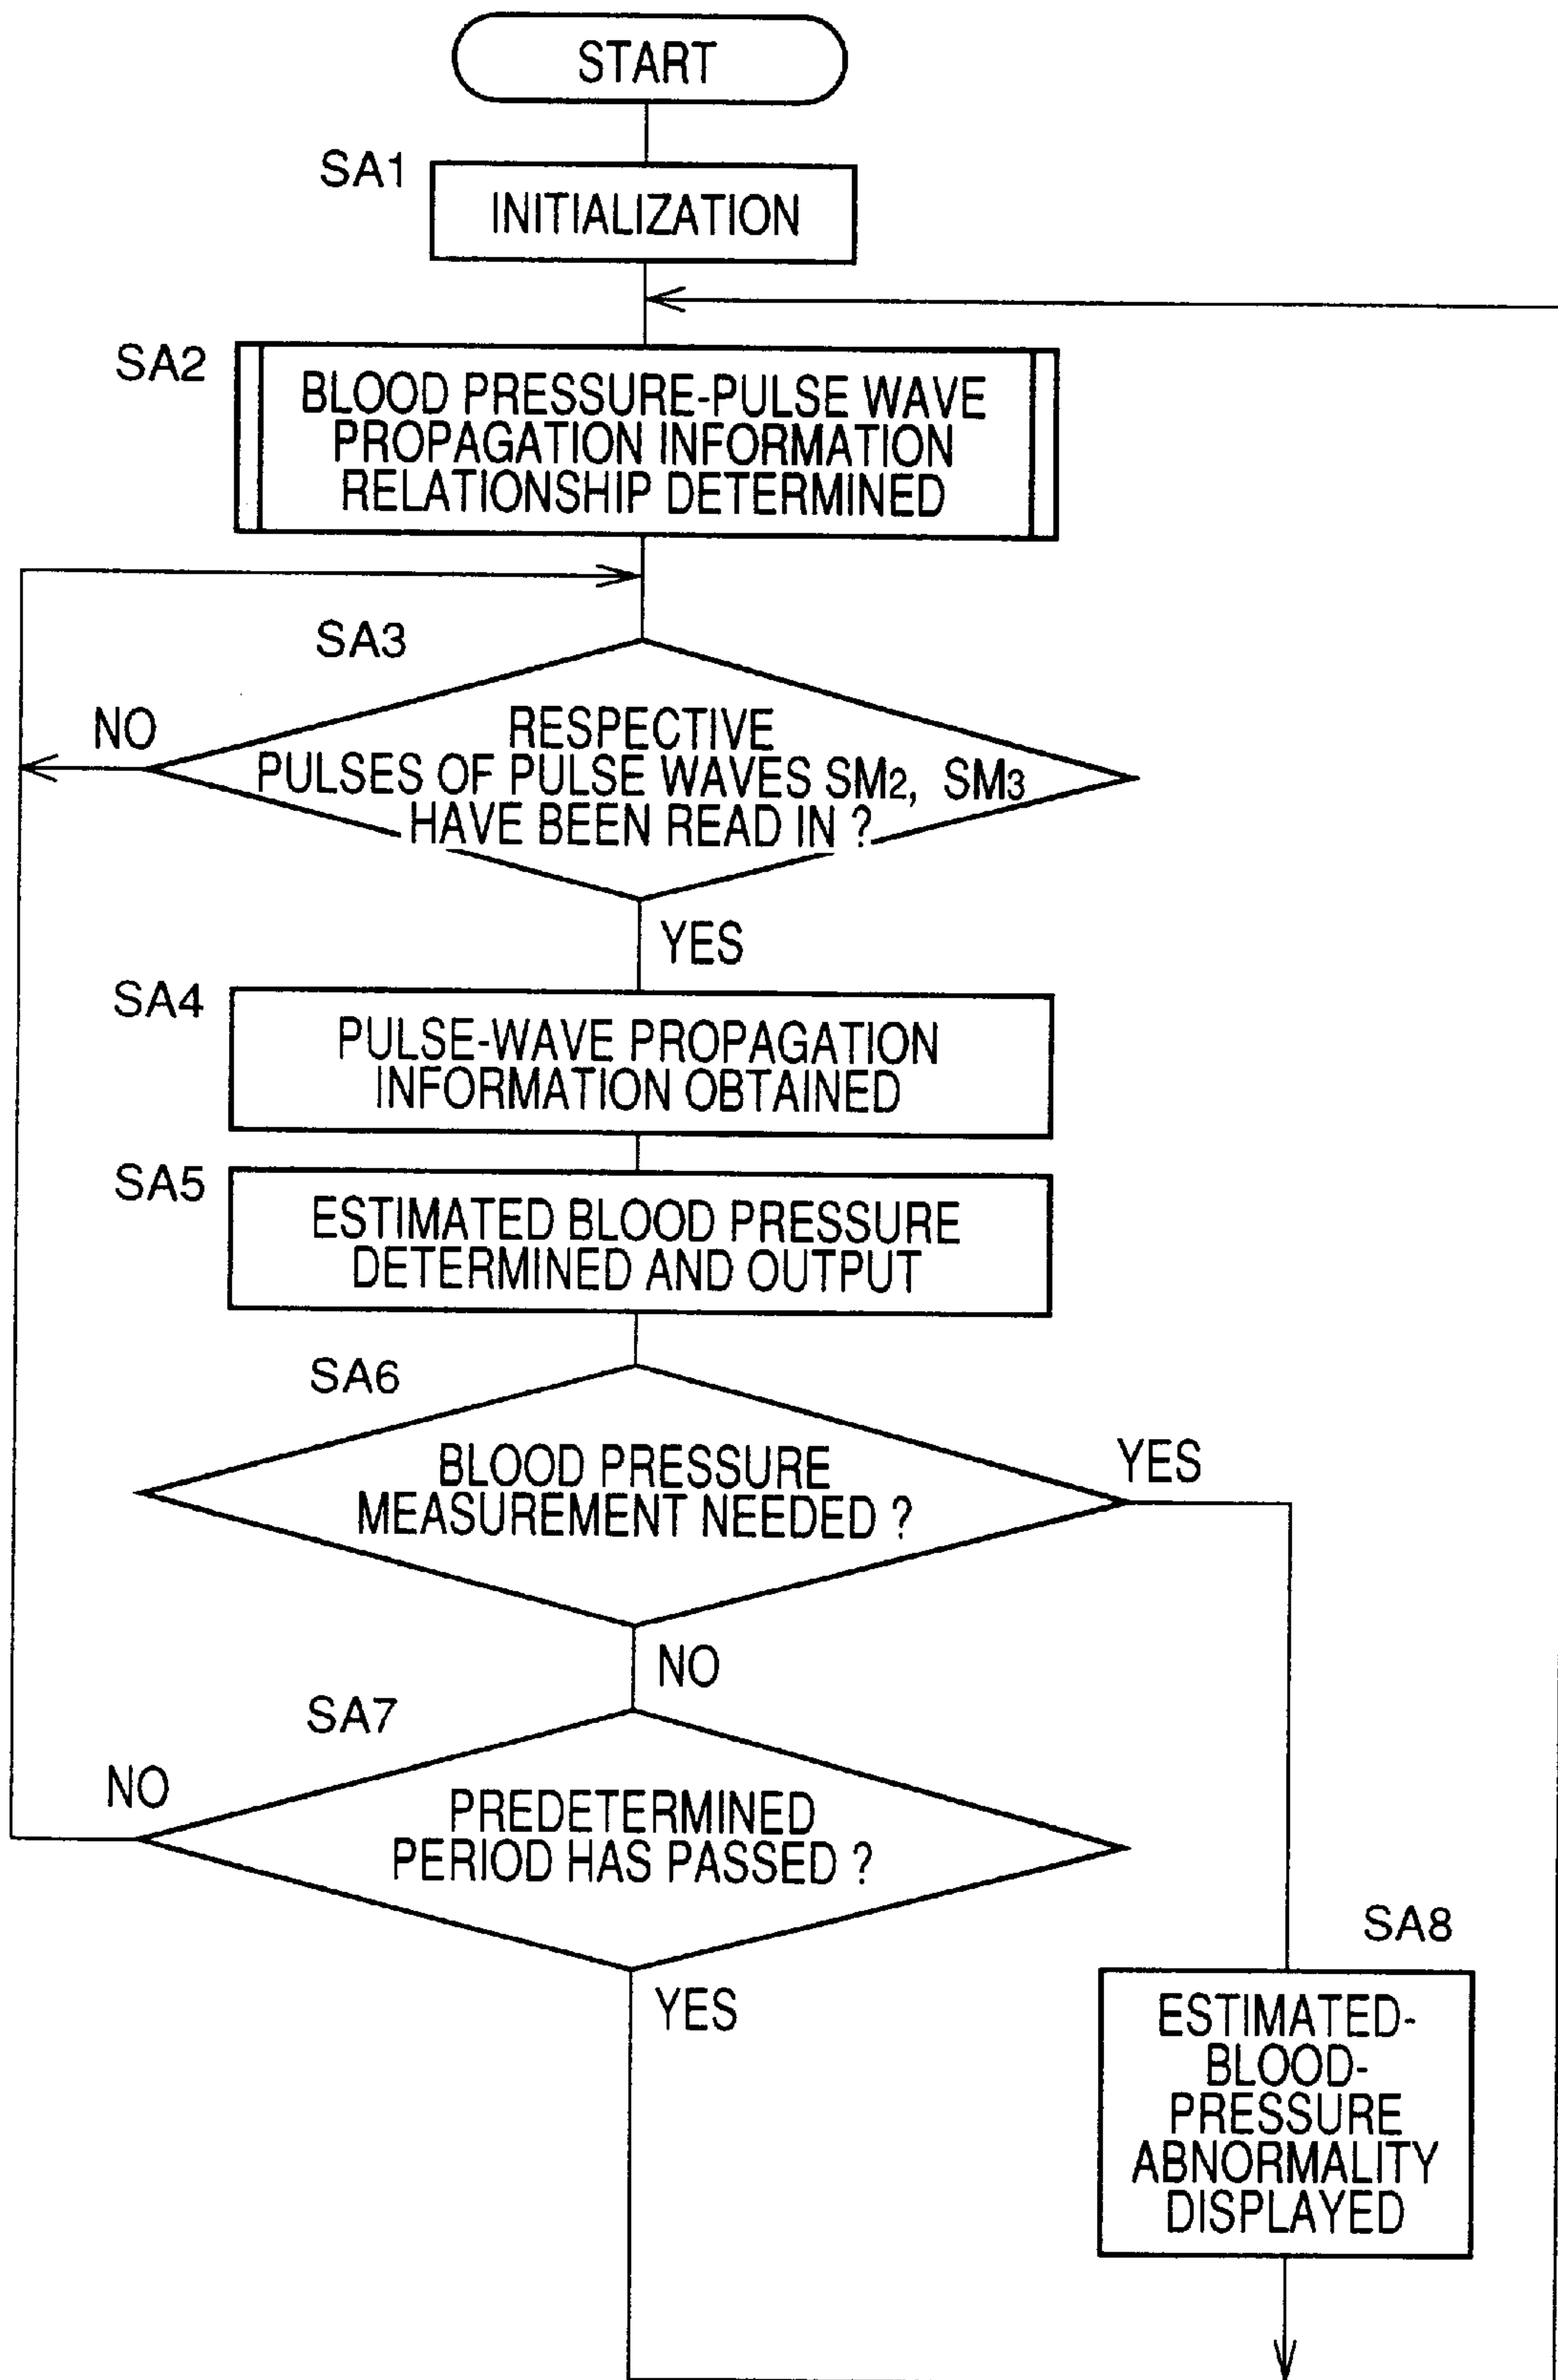 START
SA1
INITIALIZATION
SA2
BLOOD PRESSURE-PULSE WAVE
PROPAGATION INFORMATION
RELATIONSHIP DETERMINED
SA3
NO
RESPECTIVE
PULSES OF PULSE WAVES SM2, SM3
HAVE BEEN READ IN ?
YES
SA4
PULSE-WAVE PROPAGATION
INFORMATION OBTAINED
SA5
ESTIMATED BLOOD PRESSURE
DETERMINED AND OUTPUT
SA6
BLOOD PRESSURE
MEASUREMENT NEEDED ?
YES
NO
SA7
NO
PREDETERMINED
PERIOD HAS PASSED ?
YES
SA8
ESTIMATED-
BLOOD-
PRESSURE
ABNORMALITY
DISPLAYED